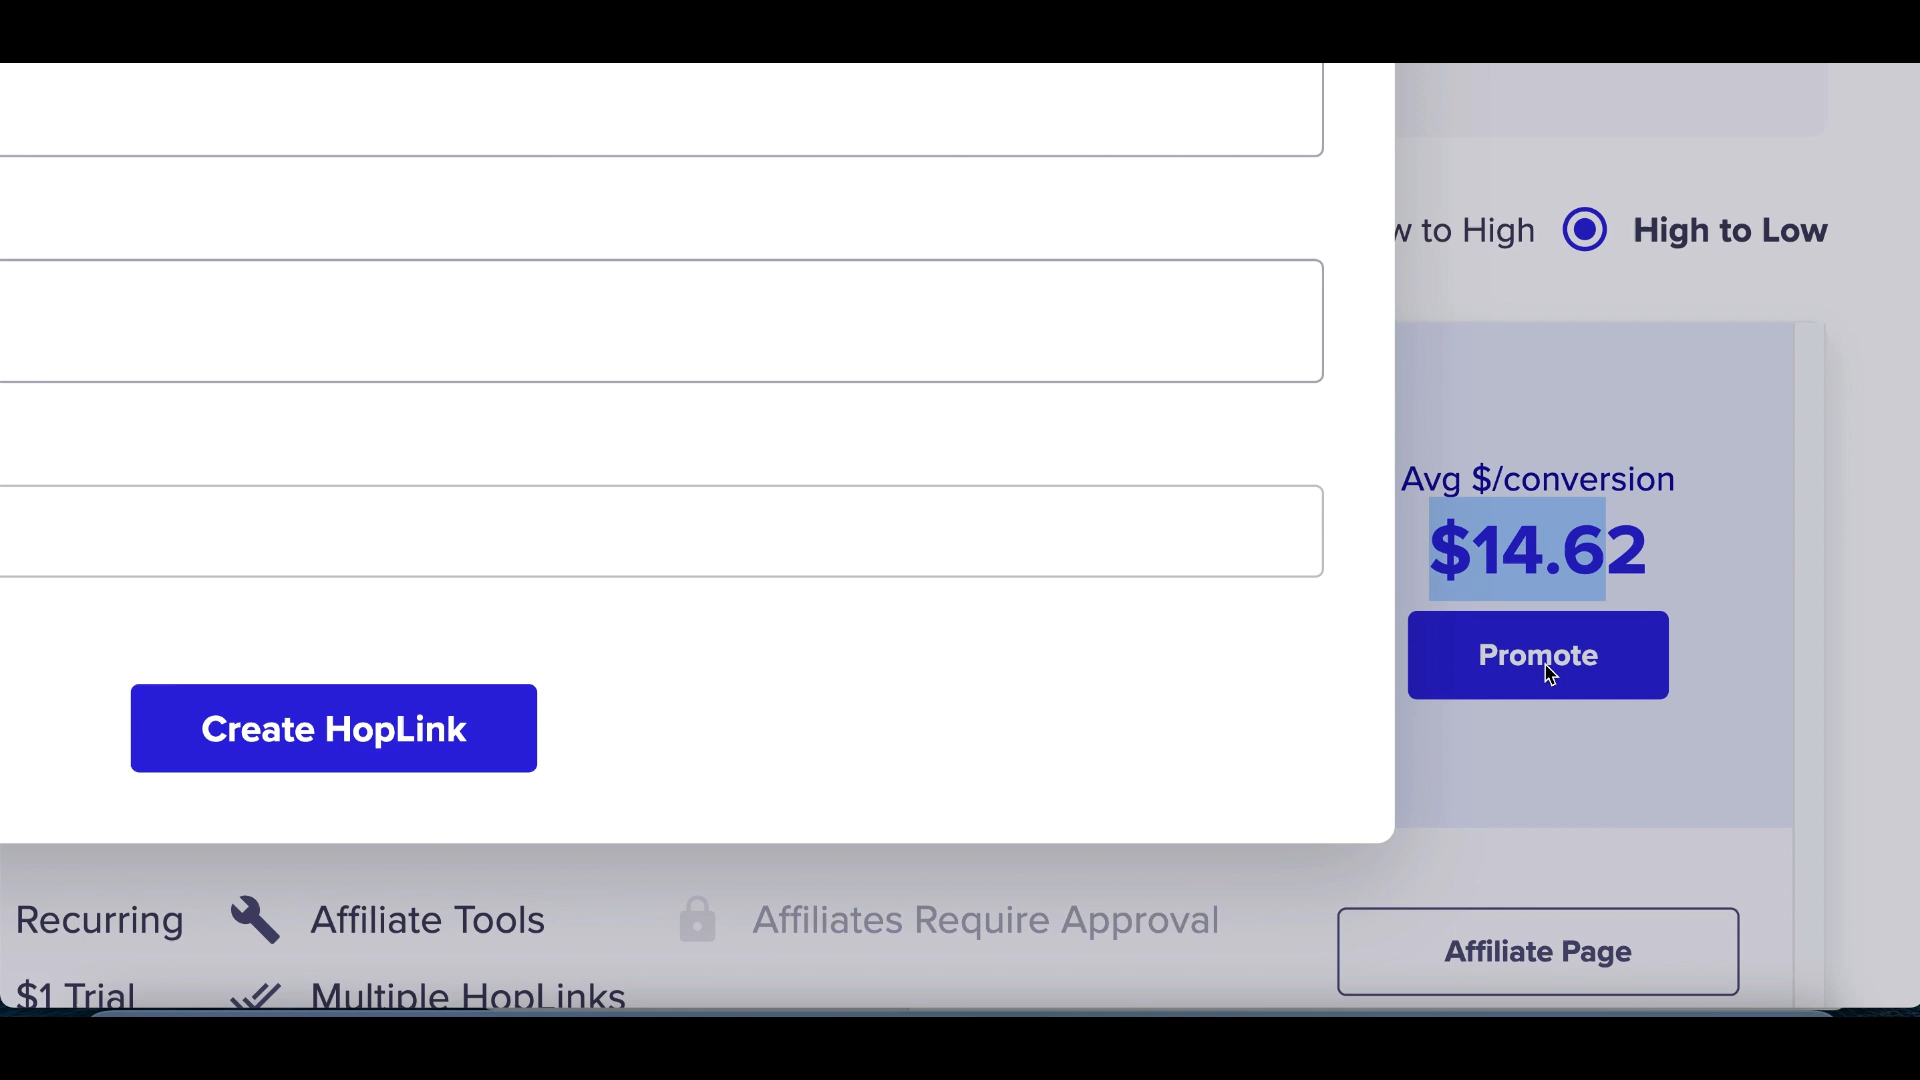 w to High High to Low
Avg $/conversion
$14.62
Promote
Create HopLink
Recurring Affiliate Tools Affiliates Require Approval
Affiliate Page
$1 Trial Multiple HopLinks